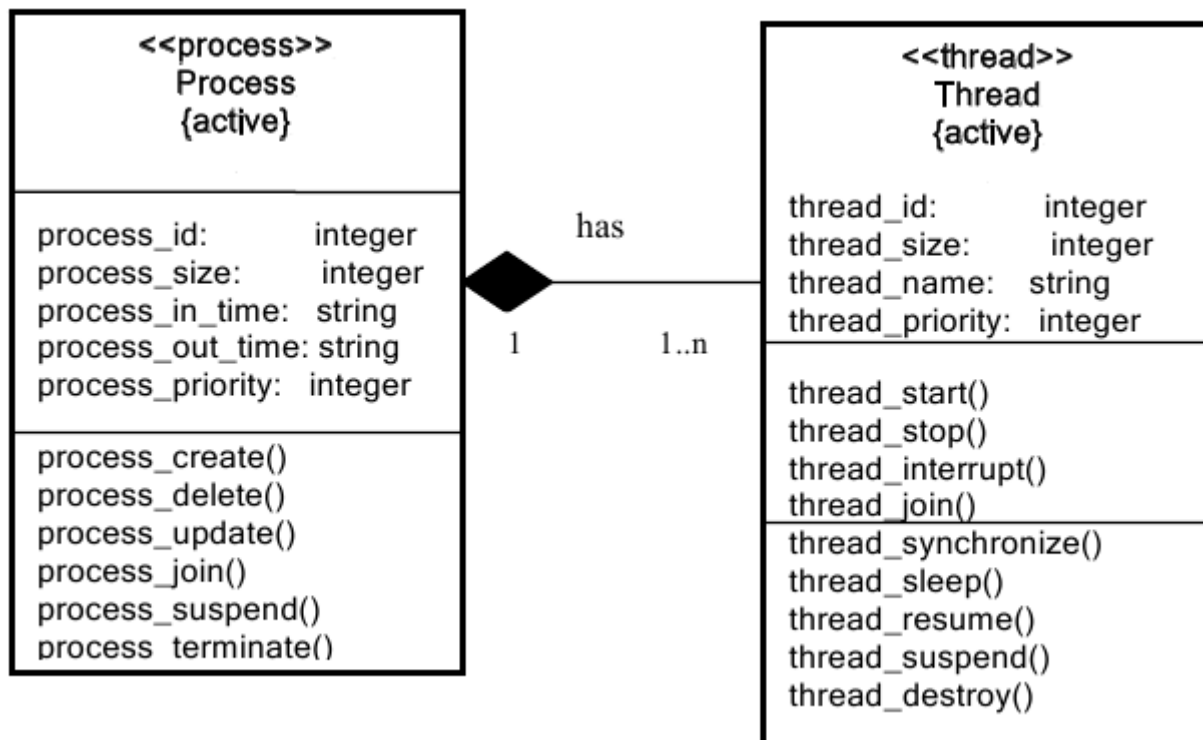 <<process>>
Process
{active}
process_id: integer
process_size: integer
process_in_time: string
process_out_time: string
process_priority: integer
process_create()
process_delete()
process_update()
process_join()
process_suspend()
process_terminate()
has
1
1..n
<<thread>>
Thread
{active}
thread_id: integer
thread_size: integer
thread_name: string
thread_priority: integer
thread_start()
thread_stop()
thread_interrupt()
thread_join()
thread_synchronize()
thread_sleep()
thread_resume()
thread_suspend()
thread_destroy()